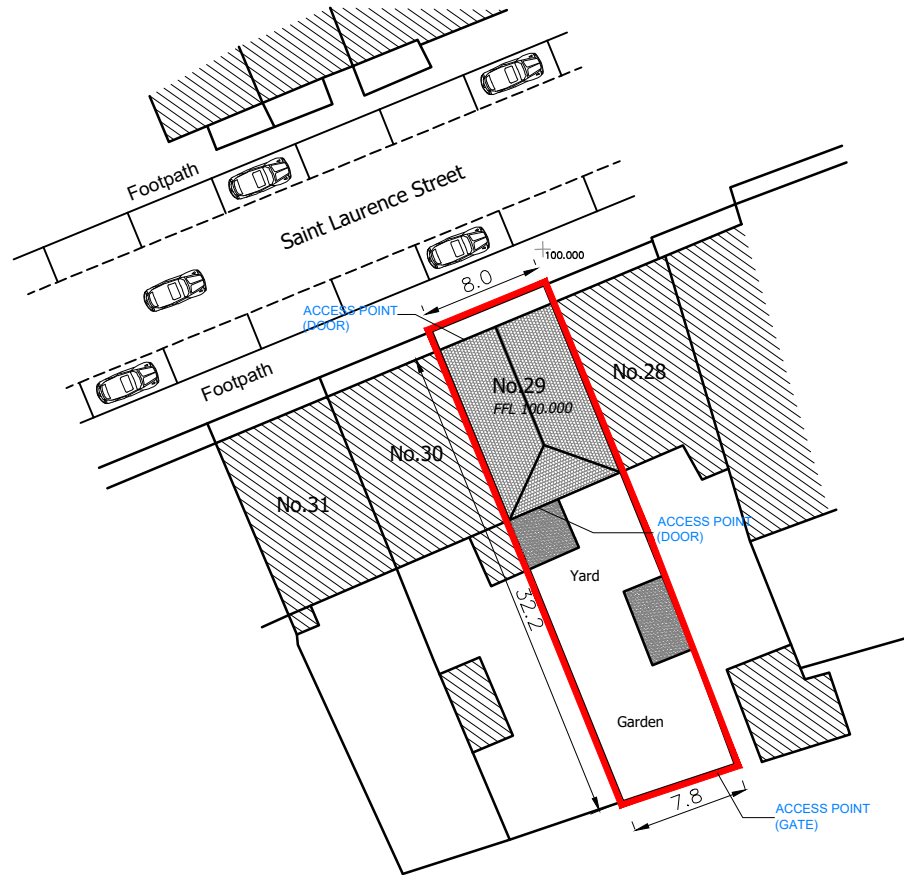 Footpath
Saint Laurence Street
100.000
8.0
ACCESS POINT
(DOOR)
Footpath
No.29
FFL 100.000
No.28
No.30
No.31
ACCESS POINT
(DOOR)
Yard
32.2
Garden
7.8
ACCESS POINT
(GATE)